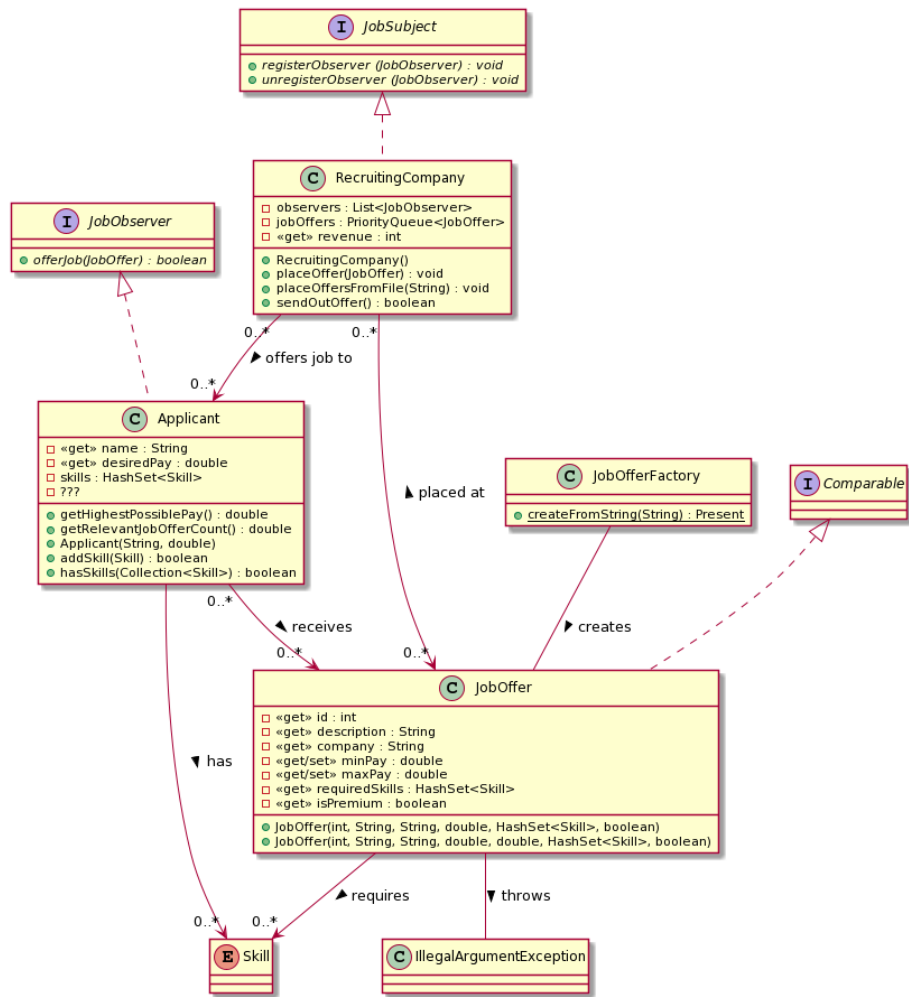 I JobSubject
registerObserver (JobObserver) : void
unregisterObserver (JobObserver) : void
C RecruitingCompany
observers : List<JobObserver>
jobOffers : PriorityQueue<JobOffer>
«get» revenue : int
RecruitingCompany()
placeOffer(JobOffer) : void
placeOffersFromFile(String) : void
sendOutOffer() : boolean
I JobObserver
offerJob(JobOffer) : boolean
0..*
0..*
offers job to
0..*
C Applicant
«get» name : String
«get» desiredPay : double
skills : HashSet<Skill>
???
getHighestPossiblePay() : double
getRelevantJobOfferCount() : double
Applicant(String, double)
addSkill(Skill) : boolean
hasSkills(Collection<Skill>) : boolean
placed at
C JobOfferFactory
createFromString(String) : Present
I Comparable
0..*
receives
0..*
0..*
creates
C JobOffer
«get» id : int
«get» description : String
«get» company : String
«get/set» minPay : double
«get/set» maxPay : double
«get» requiredSkills : HashSet<Skill>
«get» isPremium : boolean
JobOffer(int, String, String, double, HashSet<Skill>, boolean)
JobOffer(int, String, String, double, double, HashSet<Skill>, boolean)
has
requires
throws
0..*
0..*
E Skill
C IllegalArgumentException